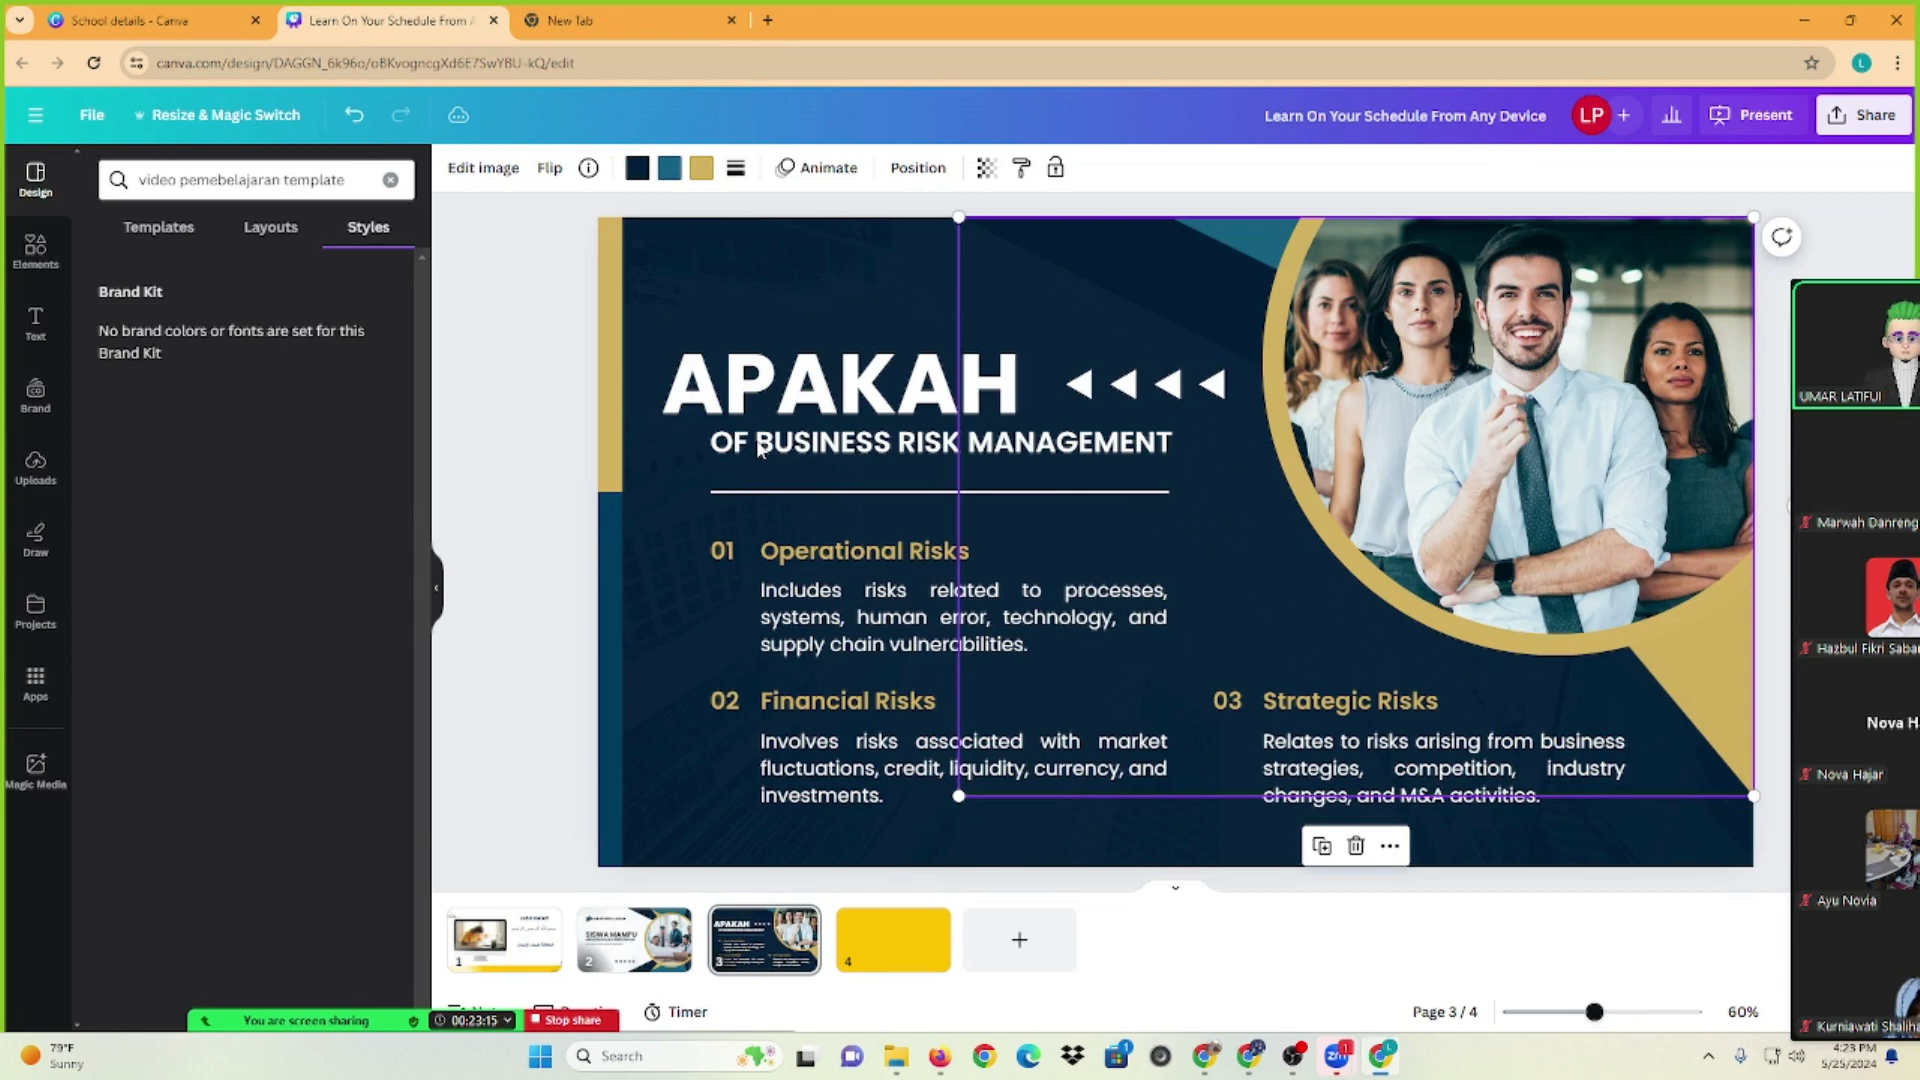 School details - Canva
Learn On Your Schedule From
New Tab
canva.com/design/DAGGN_6k96o/oBKvogncgXd6E7SwYBU-kQ/edit
File
Resize & Magic Switch
Learn On Your Schedule From Any Device
LP
Present
Share
L
Design
Elements
Text
Brand
Uploads
Draw
Projects
Apps
Magic Media
video pemebelajaran template
Templates
Layouts
Styles
Brand Kit
No brand colors or fonts are set for this
Brand Kit
Edit image
Flip
Animate
Position
APAKAH
OF BUSINESS RISK MANAGEMENT
01 Operational Risks
Includes risks related to processes,
systems, human error, technology, and
supply chain vulnerabilities.
02 Financial Risks
Involves risks associated with market
fluctuations, credit, liquidity, currency, and
investments.
03 Strategic Risks
Relates to risks arising from business
strategies, competition, industry
changes, and M&A activities.
UMAR LATIFUL
Marwah Danreng
Hazbul Fikri Saba
Nova H
Nova Hajar
Ayu Novia
Kurniawati Shaliha
1
2
SISWA MAMPU
3
APAKAH
4
Timer
Page 3 / 4
60%
You are screen sharing
00:23:15
Stop share
79°F
Sunny
Search
4:23 PM
5/25/2024